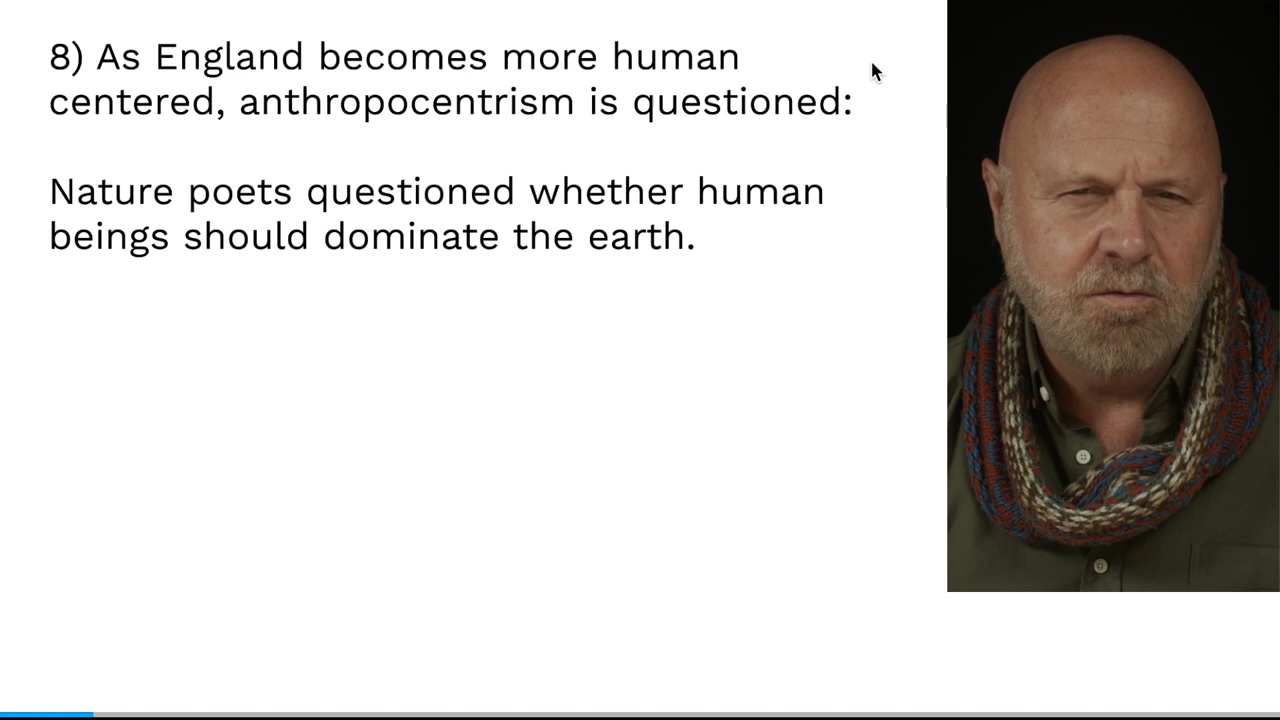 8) As England becomes more human
centered, anthropocentrism is questioned:
Nature poets questioned whether human
beings should dominate the earth.